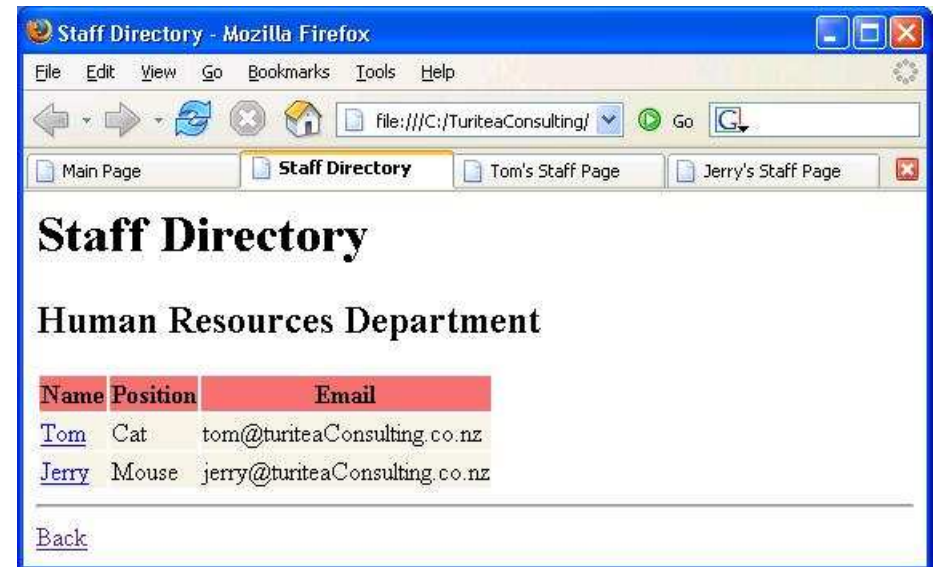 Staff Directory - Mozilla Firefox
File Edit View Go Bookmarks Tools Help
file:///C:/TuriteaConsulting/ Go G
Main Page Staff Directory Tom's Staff Page Jerry's Staff Page
Staff Directory
Human Resources Department
Name Position Email
Tom Cat tom@turiteaConsulting.co.nz
Jerry Mouse jerry@turiteaConsulting.co.nz
Back